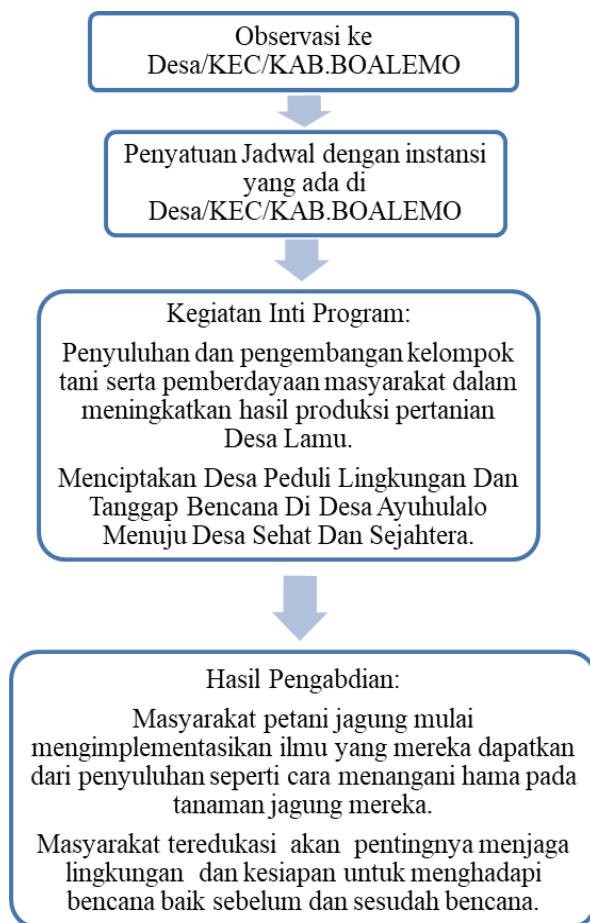 Observasi ke
Desa/KEC/KAB.BOALEMO
Penyatuan Jadwal dengan instansi
yang ada di
Desa/KEC/KAB.BOALEMO
Kegiatan Inti Program:
Penyuluhan dan pengembangan kelompok
tani serta pemberdayaan masyarakat dalam
meningkatkan hasil produksi pertanian
Desa Lamu.
Menciptakan Desa Peduli Lingkungan Dan
Tanggap Bencana Di Desa Ayuhulalo
Menuju Desa Sehat Dan Sejahtera.
Hasil Pengabdian:
Masyarakat petani jagung mulai
mengimplementasikan ilmu yang mereka dapatkan
dari penyuluhan seperti cara menangani hama pada
tanaman jagung mereka.
Masyarakat teredukasi akan pentingnya menjaga
lingkungan dan kesiapan untuk menghadapi
bencana baik sebelum dan sesudah bencana.